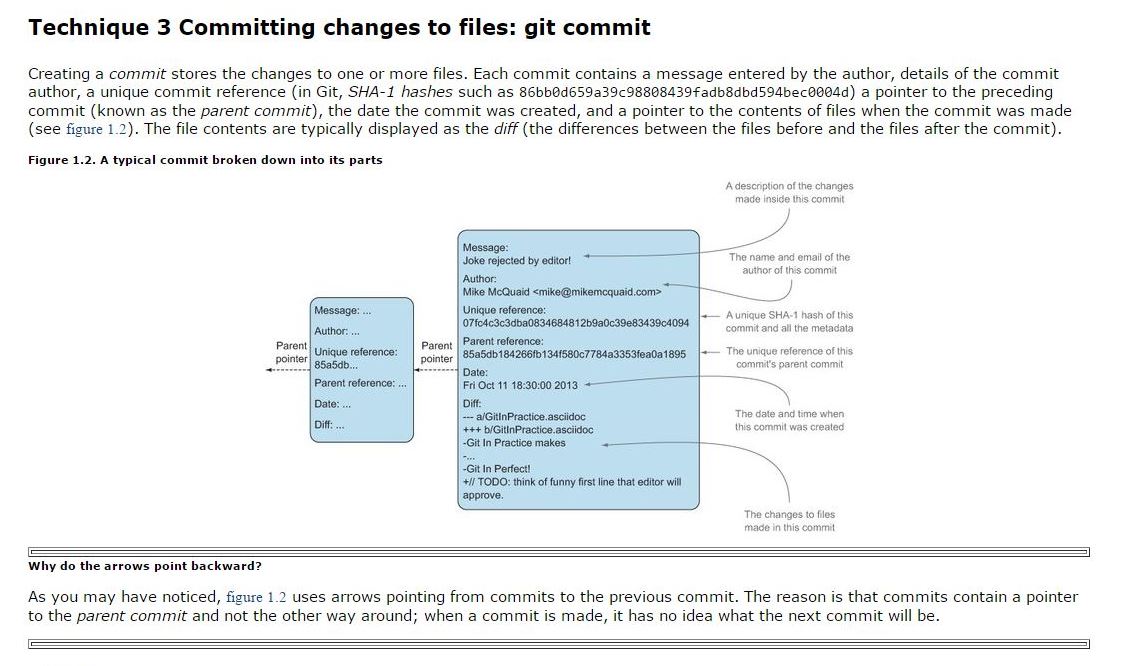 Technique 3 Committing changes to files: git commit
Creating a commit stores the changes to one or more files. Each commit contains a message entered by the author, details of the commit
author, a unique commit reference (in Git, SHA-1 hashes such as 86bb0d659a39c98808439fadb8dbd594bec0004d) a pointer to the preceding
commit (known as the parent commit), the date the commit was created, and a pointer to the contents of files when the commit was made
(see figure 1.2). The file contents are typically displayed as the diff (the differences between the files before and the files after the commit).
Figure 1.2. A typical commit broken down into its parts
Parent
pointer
Message: ...
Author: ...
Unique reference:
85a5db...
Parent reference: ...
Date: ...
Diff: ...
Parent
pointer
Message:
Joke rejected by editor!
Author:
Mike McQuaid <mike@mikemcquaid.com>
Unique reference:
07fc4c3c3dba0834684812b9a0c39e83439c4094
Parent reference:
85a5db184266fb134f580c7784a3353fea0a1895
Date:
Fri Oct 11 18:30:00 2013
Diff:
--- a/GitInPractice.asciidoc
+++ b/GitInPractice.asciidoc
-Git In Practice makes
-...
-Git In Perfect!
+// TODO: think of funny first line that editor will
approve.
A description of the changes
made inside this commit
The name and email of the
author of this commit
A unique SHA-1 hash of this
commit and all the metadata
The unique reference of this
commit's parent commit
The date and time when
this commit was created
The changes to files
made in this commit
Why do the arrows point backward?
As you may have noticed, figure 1.2 uses arrows pointing from commits to the previous commit. The reason is that commits contain a pointer
to the parent commit and not the other way around; when a commit is made, it has no idea what the next commit will be.